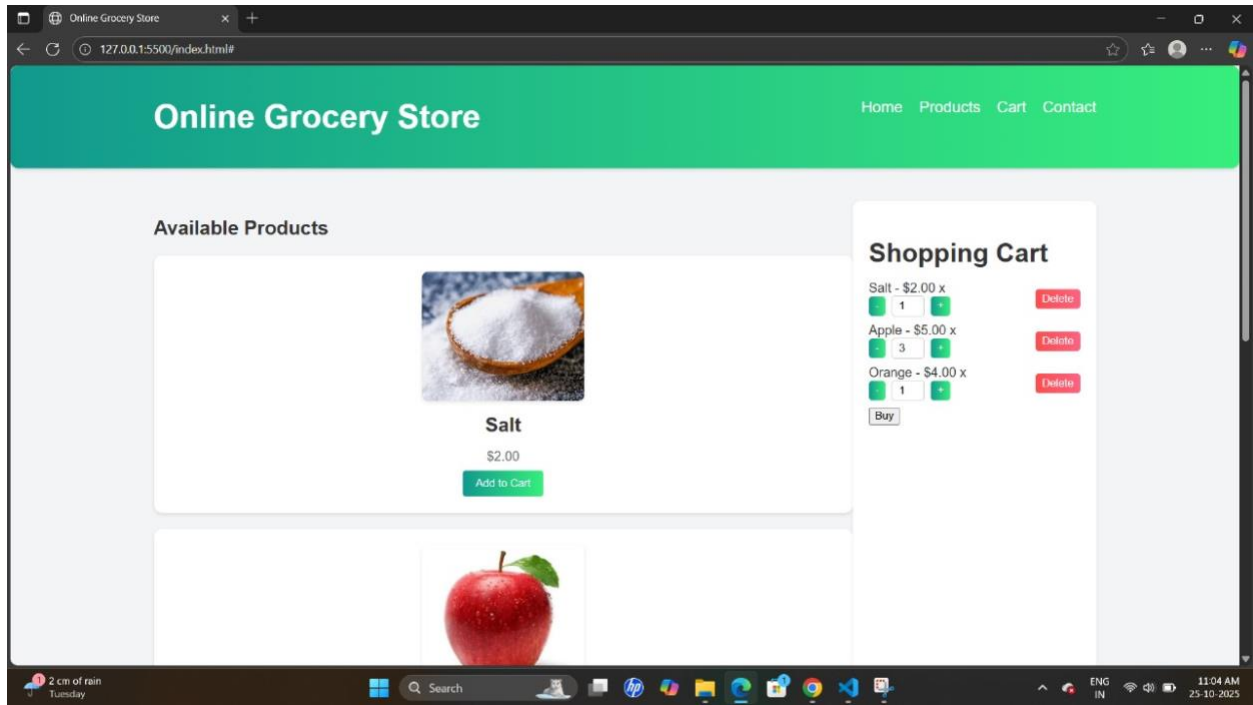 Online Grocery Store
127.0.0.1:5500/index.html#
Online Grocery Store
Home Products Cart Contact
Available Products
Salt
$2.00
Add to Cart
Shopping Cart
Salt - $2.00 x
- 1 +
Delete
Apple - $5.00 x
- 3 +
Delete
Orange - $4.00 x
- 1 +
Delete
Buy
1
2 cm of rain
Tuesday
Search
hp
ENG
IN
11:04 AM
25-10-2025